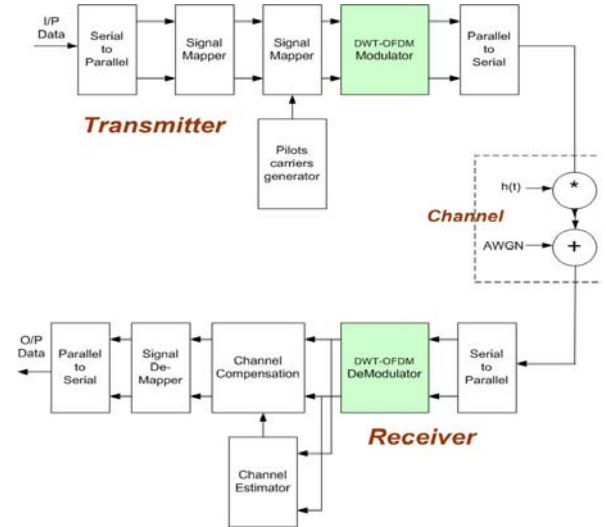 I/P
Data
Serial
to
Parallel
Signal
Mapper
Signal
Mapper
DWT-OFDM
Modulator
Parallel
to
Serial
Transmitter
Pilots
carriers
generator
h(t)
*
Channel
AWGN
+
O/P
Data
Parallel
to
Serial
Signal
De-
Mapper
Channel
Compensation
DWT-OFDM
DeModulator
Serial
to
Parallel
Receiver
Channel
Estimator